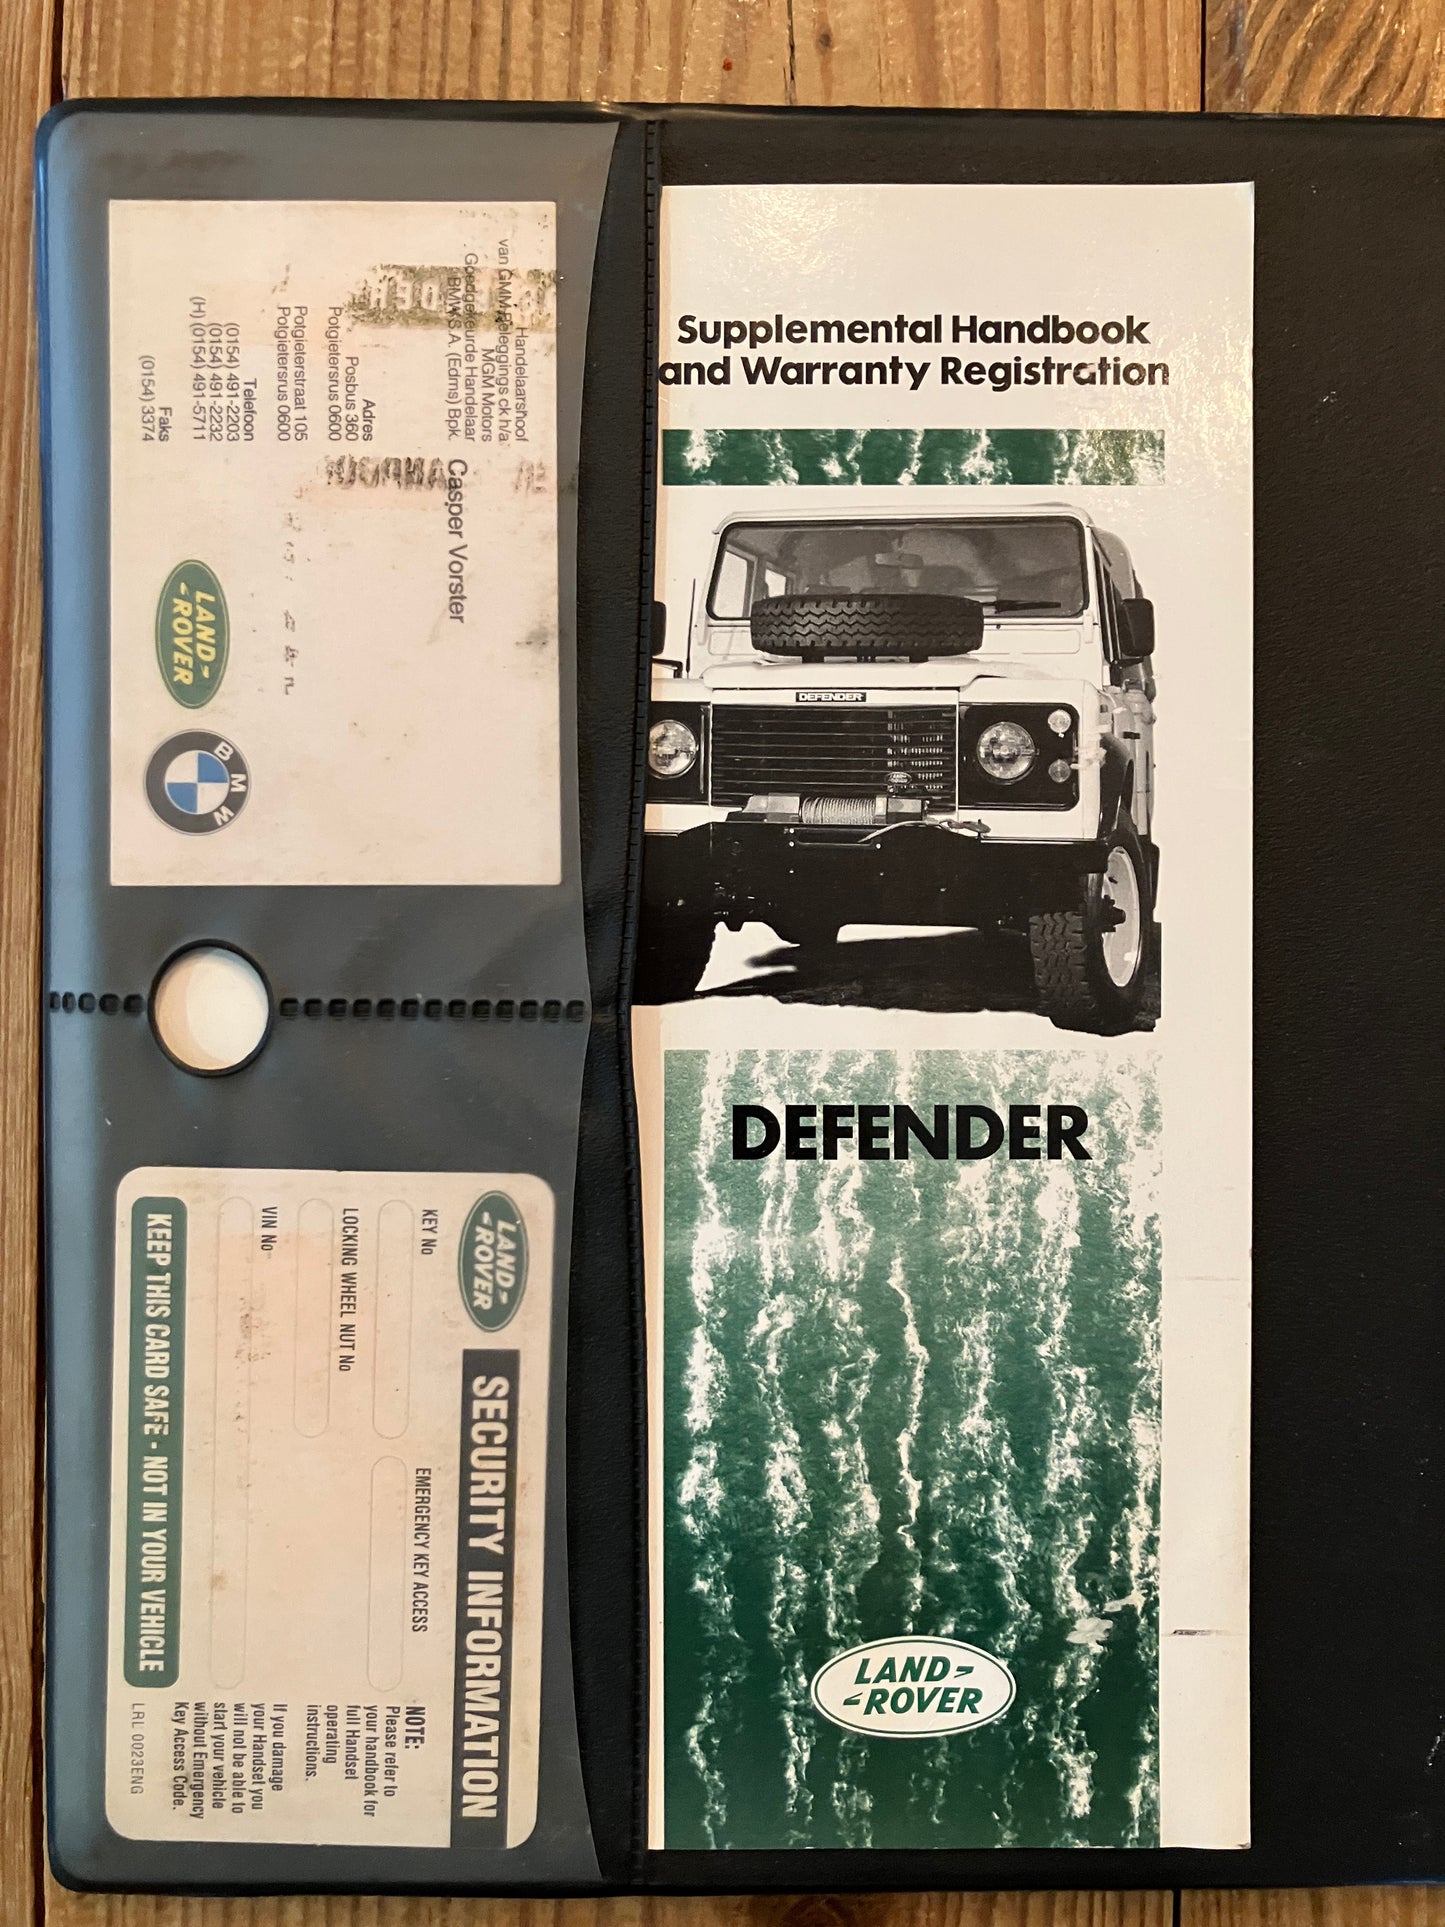 Handelaarshoof
van GMM Beleggings ck h/a
MGM Motors
Goedgekeurde Handelaar
BMW S.A. (Edms) Bpk.
Casper Vorster
Adres
Posbus 360
Potgietersrus 0600
Potgieterstraat 105
Potgietersrus 0600
Telefoon
(0154) 491-2203
(0154) 491-2232
(H) (0154) 491-5711
Faks
(0154) 3374
LAND-
-ROVER
BMW
LAND-
-ROVER
SECURITY INFORMATION
KEY No
EMERGENCY KEY ACCESS
LOCKING WHEEL NUT No
VIN No
KEEP THIS CARD SAFE - NOT IN YOUR VEHICLE
NOTE:
Please refer to
your handbook for
full Handset
operating
instructions.
If you damage
your Handset you
will not be able to
start your vehicle
without Emergency
Key Access Code.
LRL 0023ENG
Supplemental Handbook
and Warranty Registration
DEFENDER
DEFENDER
LAND-
-ROVER